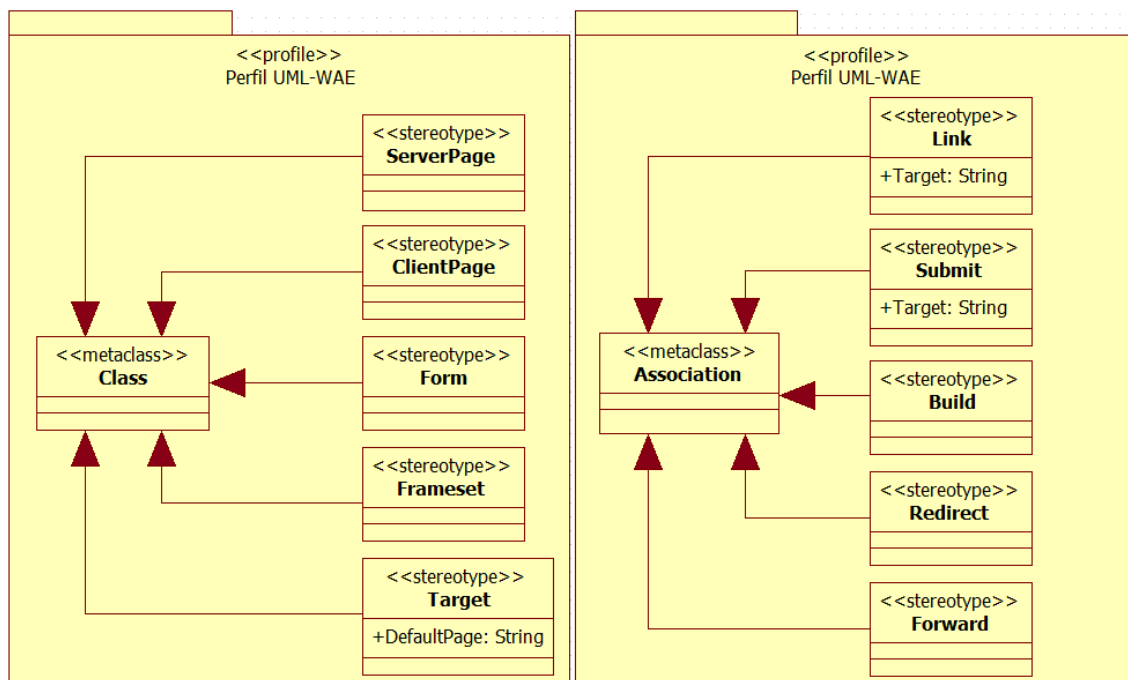 <<profile>>
Perfil UML-WAE
<<stereotype>>
ServerPage
<<stereotype>>
ClientPage
<<metaclass>>
Class
<<stereotype>>
Form
<<stereotype>>
Frameset
<<stereotype>>
Target
+DefaultPage: String
<<profile>>
Perfil UML-WAE
<<stereotype>>
Link
+Target: String
<<stereotype>>
Submit
+Target: String
<<metaclass>>
Association
<<stereotype>>
Build
<<stereotype>>
Redirect
<<stereotype>>
Forward